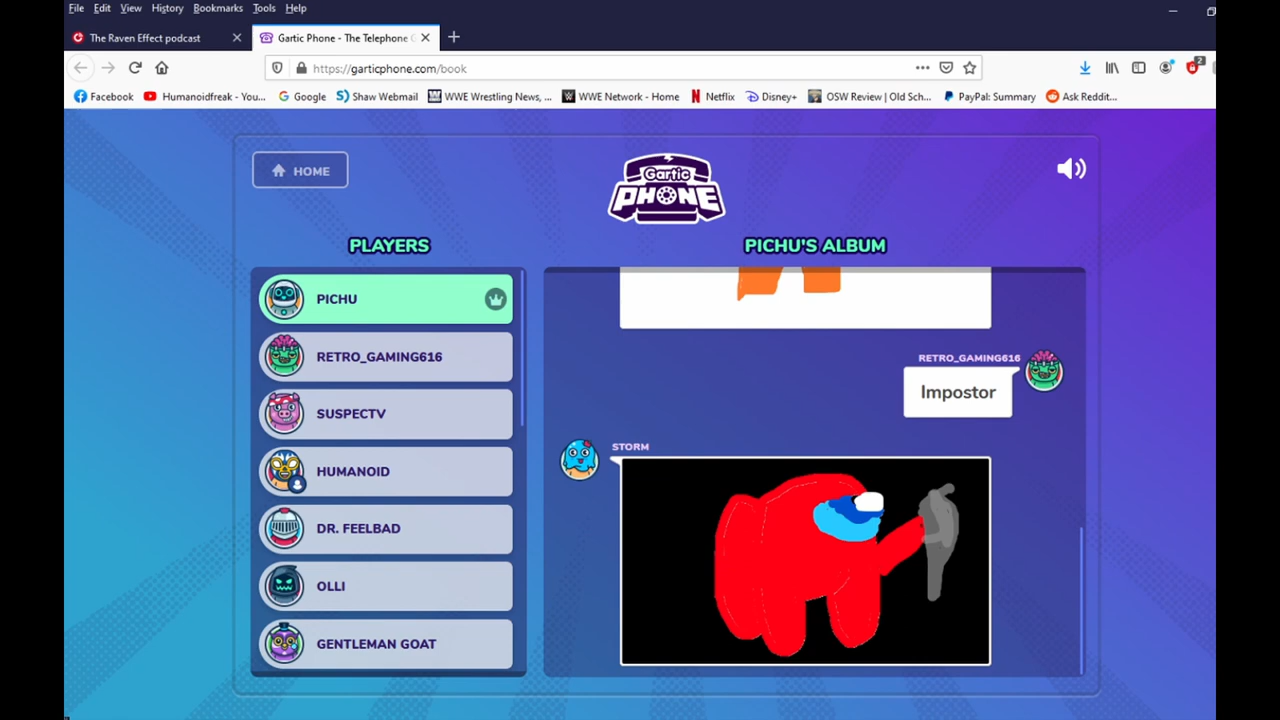 File Edit View History Bookmarks Tools Help
The Raven Effect podcast
Gartic Phone - The Telephone G
https://garticphone.com/book
Facebook
Humanoidfreak - You...
Google
Shaw Webmail
WWE Wrestling News, ...
WWE Network - Home
Netflix
Disney+
OSW Review | Old Sch...
PayPal: Summary
Ask Reddit...
2
HOME
Gartic
PHONE
PLAYERS
PICHU'S ALBUM
PICHU
RETRO_GAMING616
SUSPECTV
HUMANOID
DR. FEELBAD
OLLI
GENTLEMAN GOAT
RETRO_GAMING616
Impostor
STORM